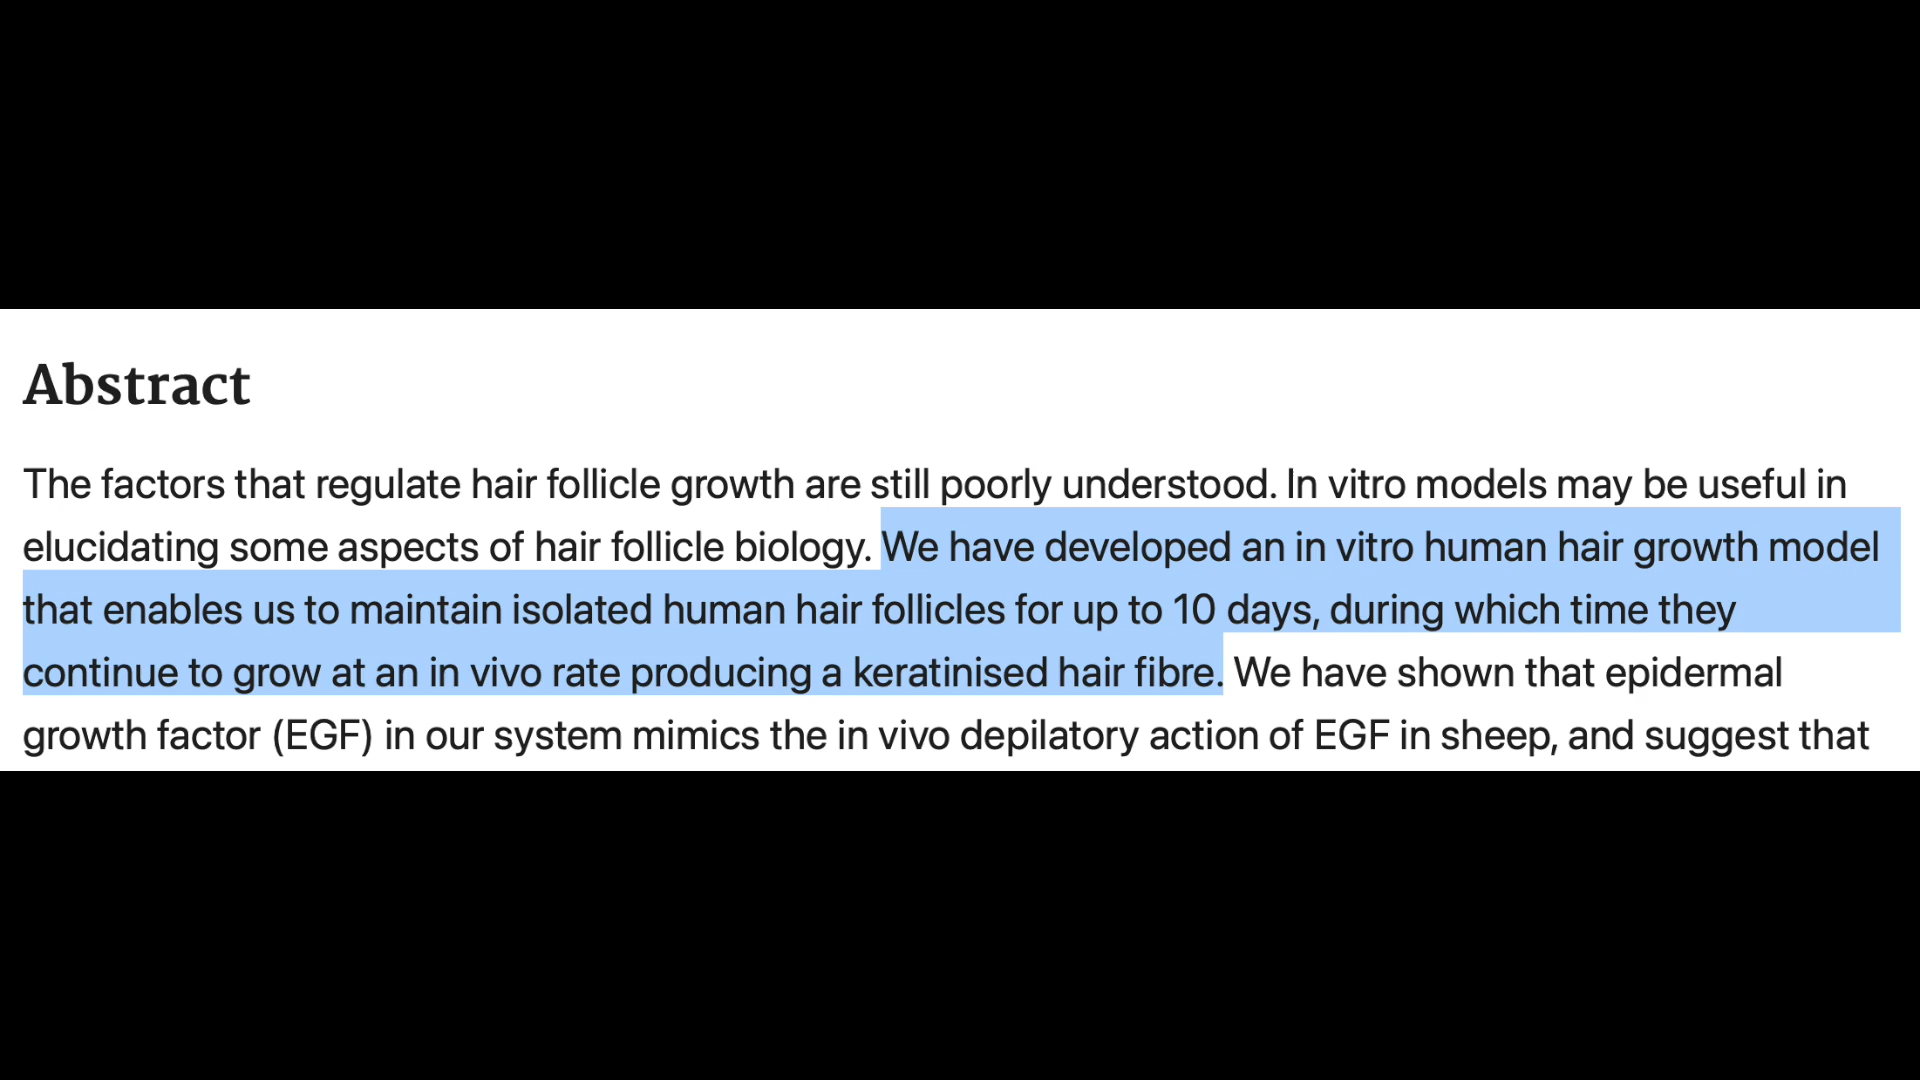 Abstract
The factors that regulate hair follicle growth are still poorly understood. In vitro models may be useful in
elucidating some aspects of hair follicle biology. We have developed an in vitro human hair growth model
that enables us to maintain isolated human hair follicles for up to 10 days, during which time they
continue to grow at an in vivo rate producing a keratinised hair fibre. We have shown that epidermal
growth factor (EGF) in our system mimics the in vivo depilatory action of EGF in sheep, and suggest that